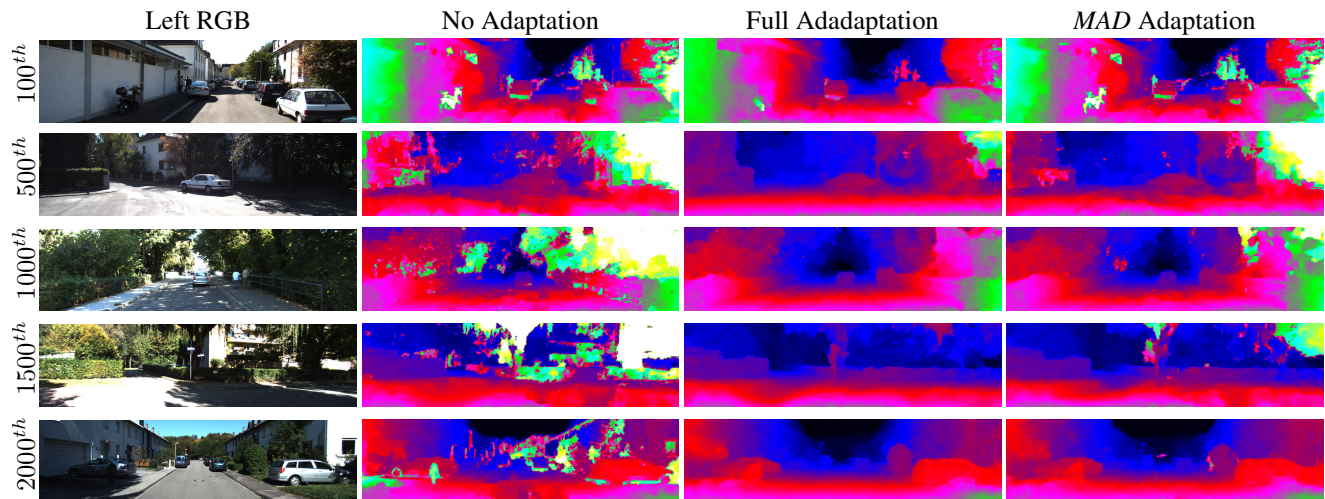 Left RGB No Adaptation Full Adadaptation MAD Adaptation
100th
500th
1000th
1500th
2000th